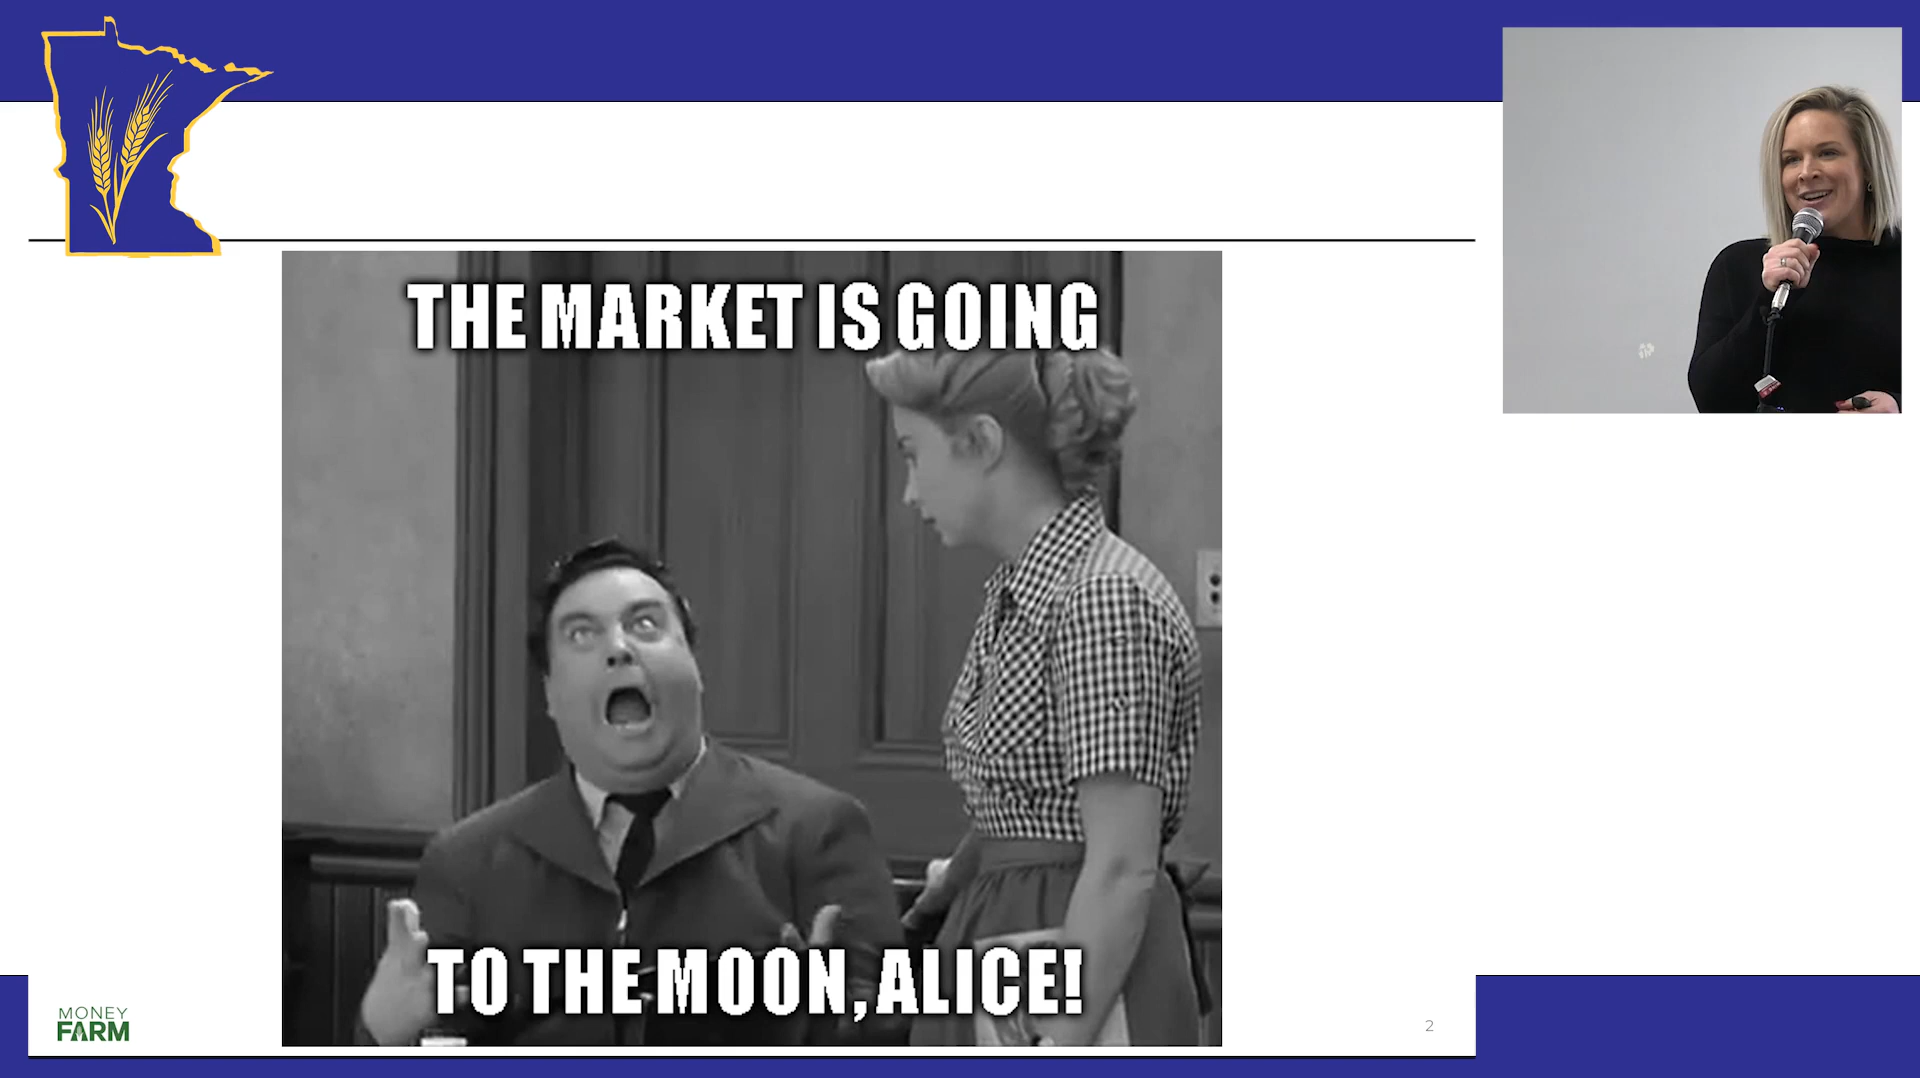 THE MARKET IS GOING
TO THE MOON, ALICE!
MONEY
FARM
2